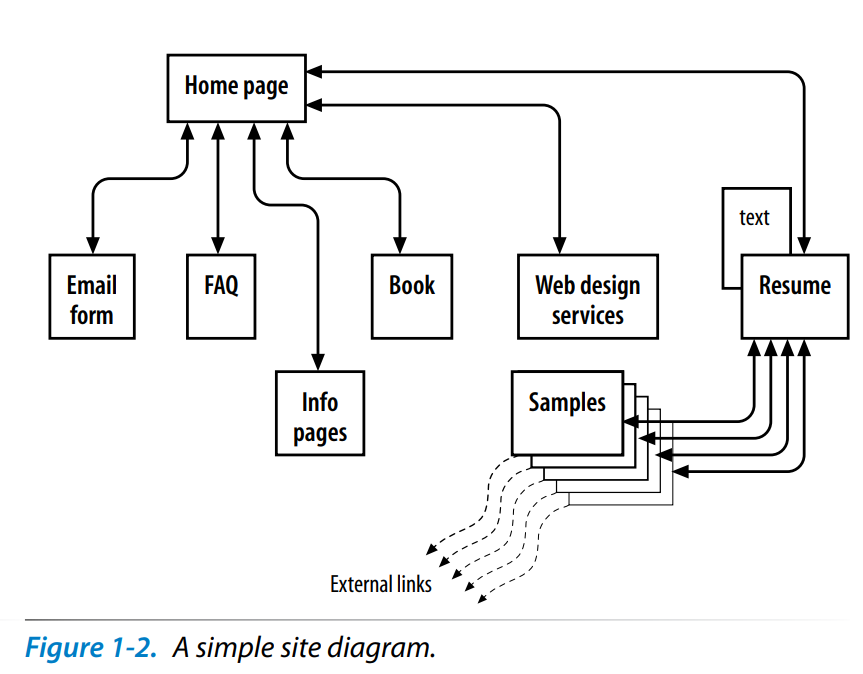 Home page
text
Email
form
FAQ
Book
Web design
services
Resume
Info
pages
Samples
External links
Figure 1-2. A simple site diagram.